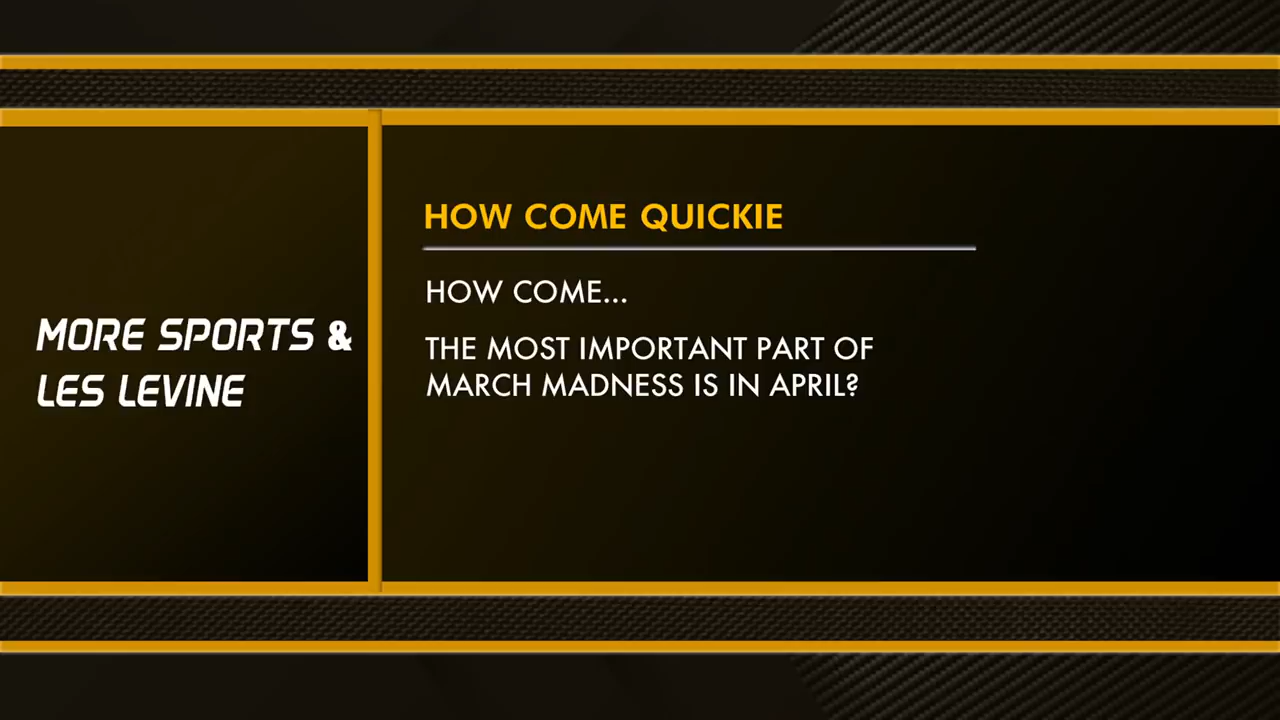 MORE SPORTS &
LES LEVINE
HOW COME QUICKIE
HOW COME...
THE MOST IMPORTANT PART OF
MARCH MADNESS IS IN APRIL?